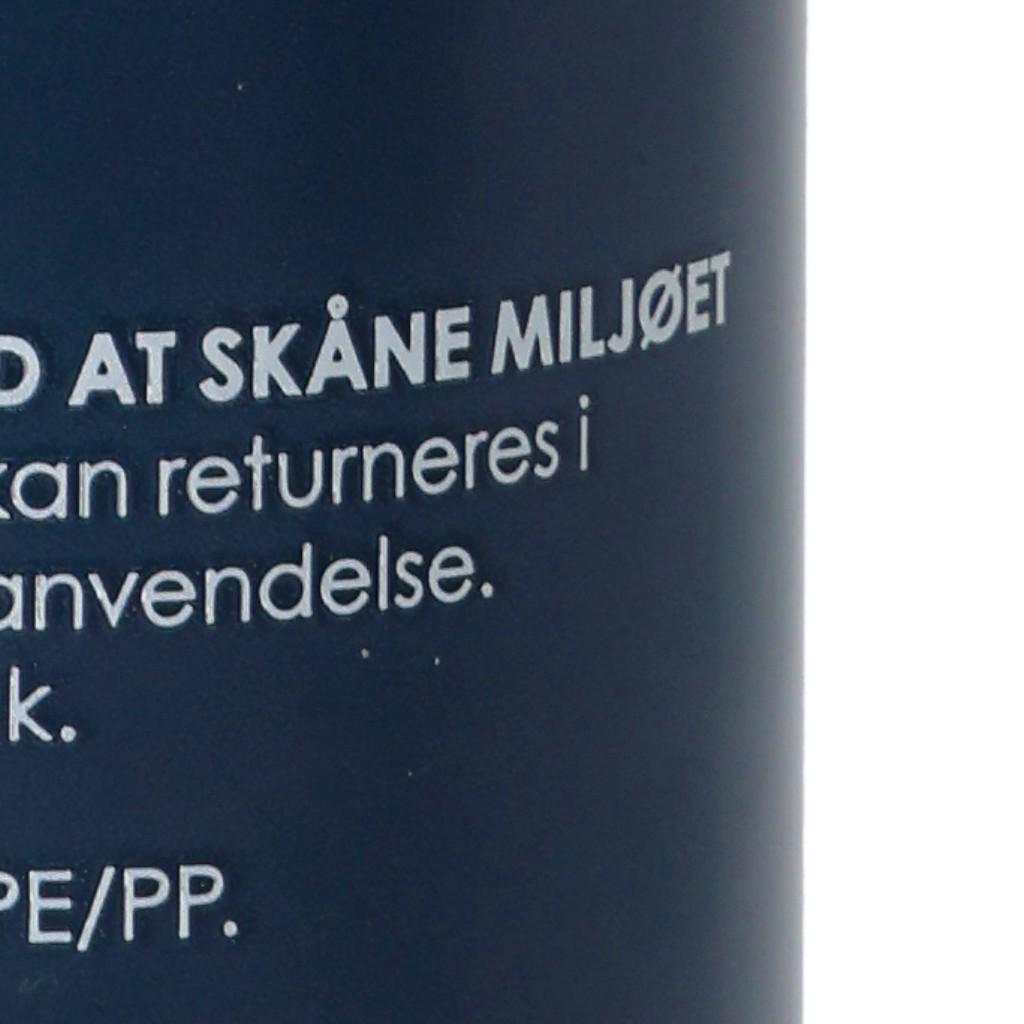 AT SKÅNE MILJØET
kan returneres i
anvendelse.
k.
PE/PP.